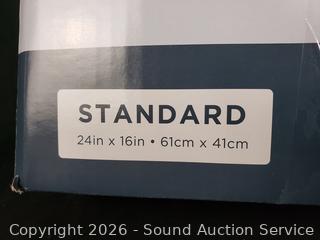 STANDARD
24in x 16in • 61cm x 41cm
Copyright 2026 - Sound Auction Service